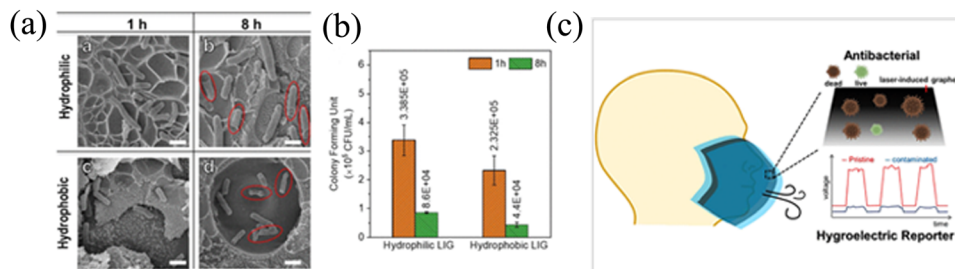 (a)
1 h
8 h
Hydrophilic
a
b
Hydrophobic
c
d
(b)
Colony Forming Unit
(×10⁵ CFU/mL)
6
5
4
3
2
1
0
1h
8h
3.385E+05
8.6E+04
2.325E+05
4.4E+04
Hydrophilic LIG
Hydrophobic LIG
(c)
Antibacterial
dead
live
laser-induced graphe
– Pristine
– contaminated
voltage
time
Hygroelectric Reporter